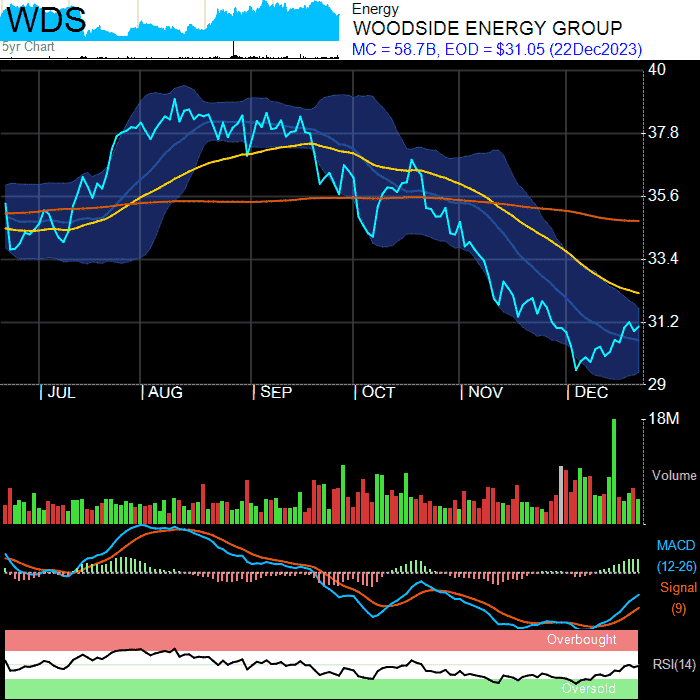 WDS
5yr Chart
Energy
WOODSIDE ENERGY GROUP
MC = 58.7B, EOD = $31.05 (22Dec2023)
40
37.8
35.6
33.4
31.2
29
JUL AUG SEP OCT NOV DEC
18M
Volume
MACD
(12-26)
Signal
(9)
Overbought
RSI(14)
Oversold